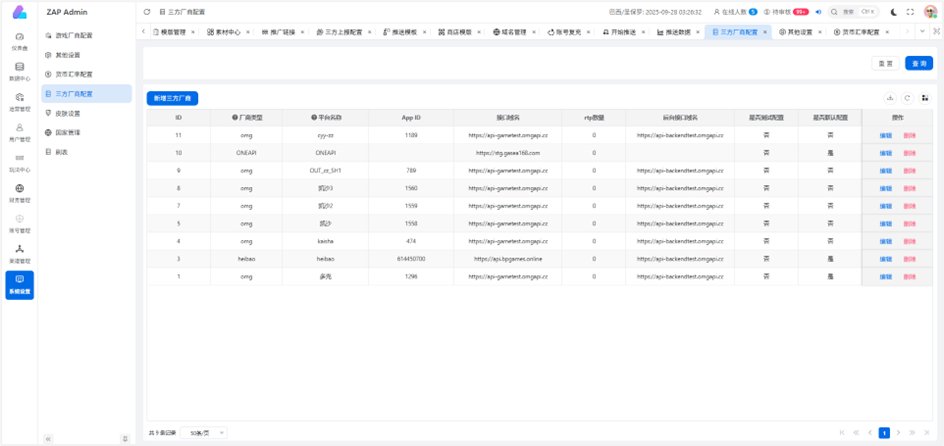 ZAP Admin
三方厂商配置
巴西/圣保罗: 2025-09-28 03:26:32
在线人数 5
待审核 99+
搜索 Ctrl K
模版管理 × 素材中心 × 推广链接 × 三方上报配置 × 推送模板 × 商店模版 × 域名管理 × 账号复充 × 开始推送 × 推送数据 × 三方厂商配置 × 其他设置 × 货币汇率配置 ×
仪表盘
数据中心
运营管理
用户管理
玩法中心
财务管理
账号管理
渠道管理
系统设置
游戏厂商配置
其他设置
货币汇率配置
三方厂商配置
皮肤设置
国家管理
刷表
重置 查询
新增三方厂商
ID 厂商类型 平台名称 App ID 接口域名 rtp数量 后台接口域名 是否测试配置 是否默认配置 操作
11 omg cyy-zz 1189 https://api-gametest.omgapi.cc 0 https://api-backendtest.omgapi.cc 否 否 编辑 删除
10 ONEAPI ONEAPI https://stg.gasea168.com 0 否 是 编辑 删除
9 omg OUT_cc_Sh1 789 https://api-gametest.omgapi.cc 0 https://api-backendtest.omgapi.cc 否 否 编辑 删除
8 omg 凯沙3 1560 https://api-gametest.omgapi.cc 0 https://api-backendtest.omgapi.cc 否 否 编辑 删除
7 omg 凯沙2 1559 https://api-gametest.omgapi.cc 0 https://api-backendtest.omgapi.cc 否 否 编辑 删除
5 omg 凯沙 1558 https://api-gametest.omgapi.cc 0 https://api-backendtest.omgapi.cc 否 否 编辑 删除
4 omg kaisha 474 https://api-gametest.omgapi.cc 0 https://api-backendtest.omgapi.cc 否 否 编辑 删除
3 heibao heibao 614450700 https://api.bpgames.online 0 否 是 编辑 删除
1 omg 多亮 1296 https://api-gametest.omgapi.cc 0 https://api-backendtest.omgapi.cc 否 是 编辑 删除
共 9 条记录 50条/页
1